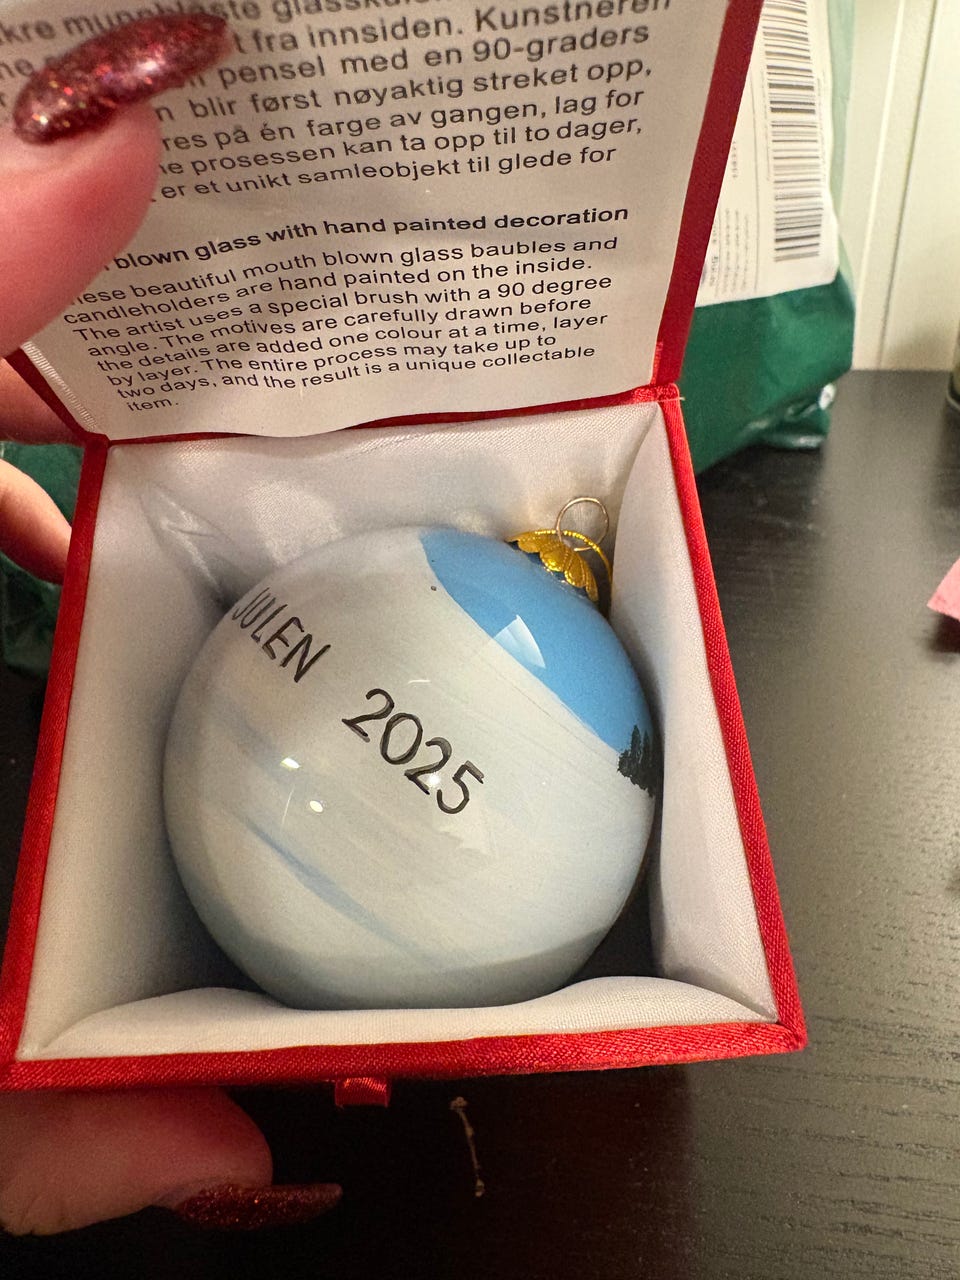 glasskul
fra innsiden. Kunstneren
pensel med en 90-graders
blir først nøyaktig streket opp,
på én farge av gangen, lag for
prosessen kan ta opp til to dager,
er et unikt samleobjekt til glede for
blown glass with hand painted decoration
these beautiful mouth blown glass baubles and
candleholders are hand painted on the inside.
The artist uses a special brush with a 90 degree
angle. The motives are carefully drawn before
the details are added one colour at a time, layer
by layer. The entire process may take up to
two days, and the result is a unique collectable
item.
JULEN 2025